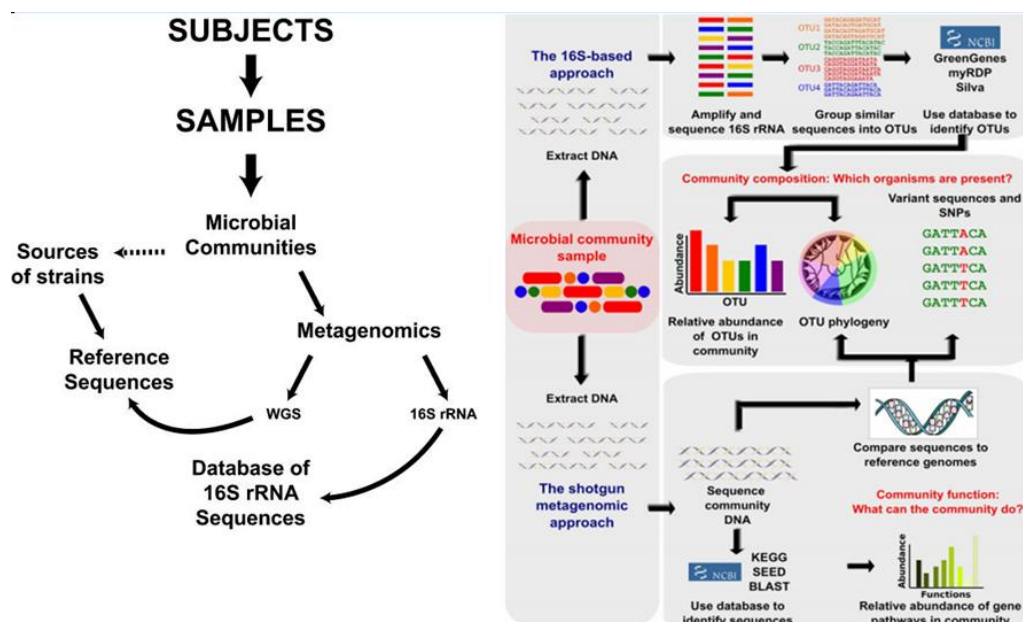 SUBJECTS
SAMPLES
Microbial
Communities
Sources
of strains
Metagenomics
Reference
Sequences
WGS
16S rRNA
Database of
16S rRNA
Sequences
The 16S-based
approach
Extract DNA
Microbial community
sample
Extract DNA
The shotgun
metagenomic
approach
OTU1
OTU2
OTU3
OTU4
NCBI
GreenGenes
myRDP
Silva
Amplify and
sequence 16S rRNA
Group similar
sequences into OTUs
Use database to
identify OTUs
Community composition: Which organisms are present?
Abundance
OTU
Relative abundance
of OTUs in
community
OTU phylogeny
Variant sequences and
SNPs
GATTACA
GATTACA
GATTTCA
GATTTCA
GATTTCA
Compare sequences to
reference genomes
Sequence
community
DNA
NCBI
KEGG
SEED
BLAST
Use database to
identify sequences
Community function:
What can the community do?
Abundance
Functions
Relative abundance of gene
pathways in community